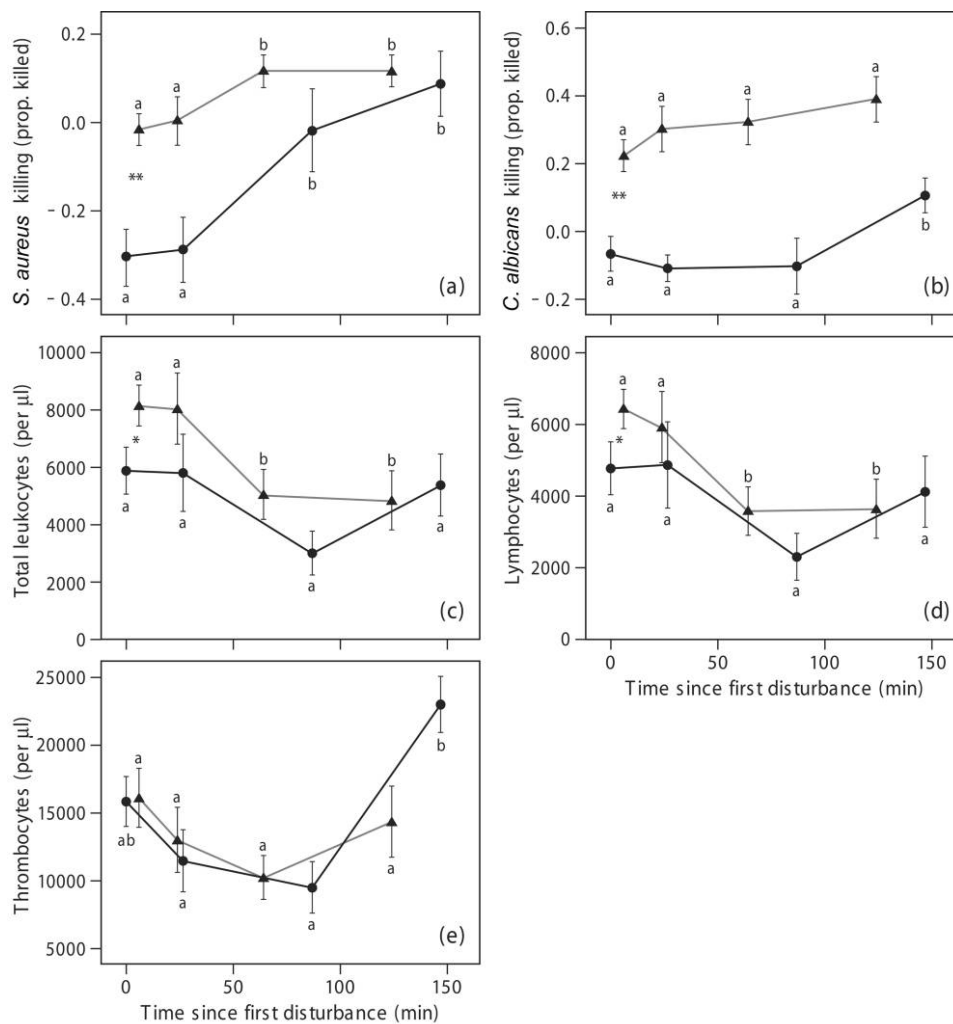 S. aureus killing (prop. killed)
0.2
0.0
- 0.2
- 0.4
a
a
b
b
**
a
a
b
b
(a)
C. albicans killing (prop. killed)
0.6
0.4
0.2
0.0
- 0.2
a
a
a
a
**
a
a
a
b
(b)
Total leukocytes (per µl)
10000
8000
6000
4000
2000
0
a
a
*
b
b
a
a
a
a
(c)
Lymphocytes (per µl)
8000
6000
4000
2000
0
a
a
*
b
b
a
a
a
a
(d)
0 50 100 150
Time since first disturbance (min)
Thrombocytes (per µl)
25000
20000
15000
10000
5000
a
a
a
a
ab
a
a
b
(e)
0 50 100 150
Time since first disturbance (min)